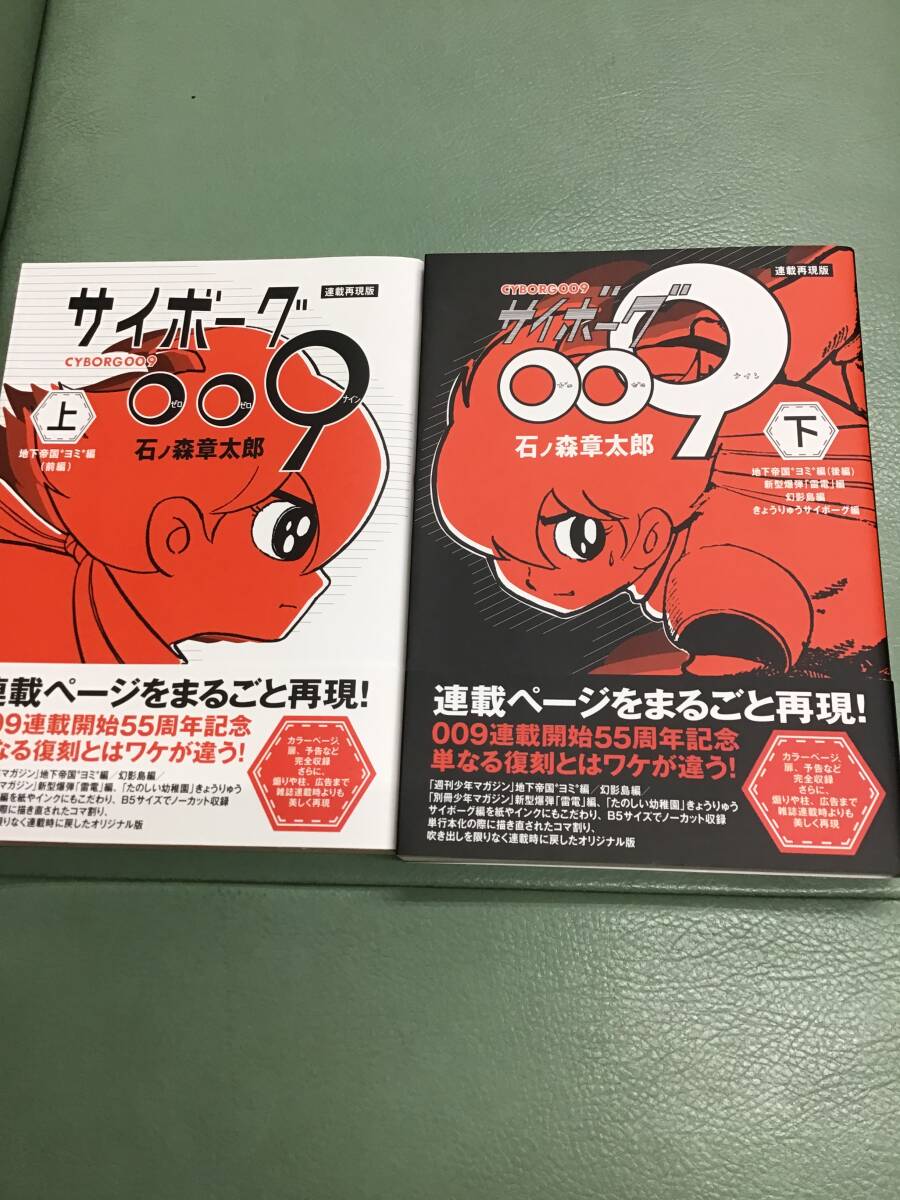 連載再現版
サイボーグ
CYBORG009
009
ゼロ
ゼロ
ナイン
上
石ノ森章太郎
地下帝国"ヨミ"編
(前編)
載ページをまるごと再現!
09連載開始55周年記念
なる復刻とはワケが違う!
マガジン」地下帝国"ヨミ"編/幻影島編/
マガジン」新型爆弾「雷電」編、「たのしい幼稚園」きょうりゅう
編を紙やインクにもこだわり、B5サイズでノーカット収録
際に描き直されたコマ割り、
限りなく連載時に戻したオリジナル版
カラーページ、
扉、予告など
完全収録
さらに、
煽りや柱、広告まで
雑誌連載時よりも
美しく再現
連載再現版
CYBORG009
サイボーグ
009
ゼロ
ゼロ
ナイン
石ノ森章太郎
下
地下帝国"ヨミ"編(後編)
新型爆弾「雷電」編
幻影島編
きょうりゅうサイボーグ編
連載ページをまるごと再現!
009連載開始55周年記念
単なる復刻とはワケが違う!
「週刊少年マガジン」地下帝国"ヨミ"編/幻影島編/
「別冊少年マガジン」新型爆弾「雷電」編、「たのしい幼稚園」きょうりゅう
サイボーグ編を紙やインクにもこだわり、B5サイズでノーカット収録
単行本化の際に描き直されたコマ割り、
吹き出しを限りなく連載時に戻したオリジナル版
カラーページ、
扉、予告など
完全収録
さらに、
煽りや柱、広告まで
雑誌連載時よりも
美しく再現